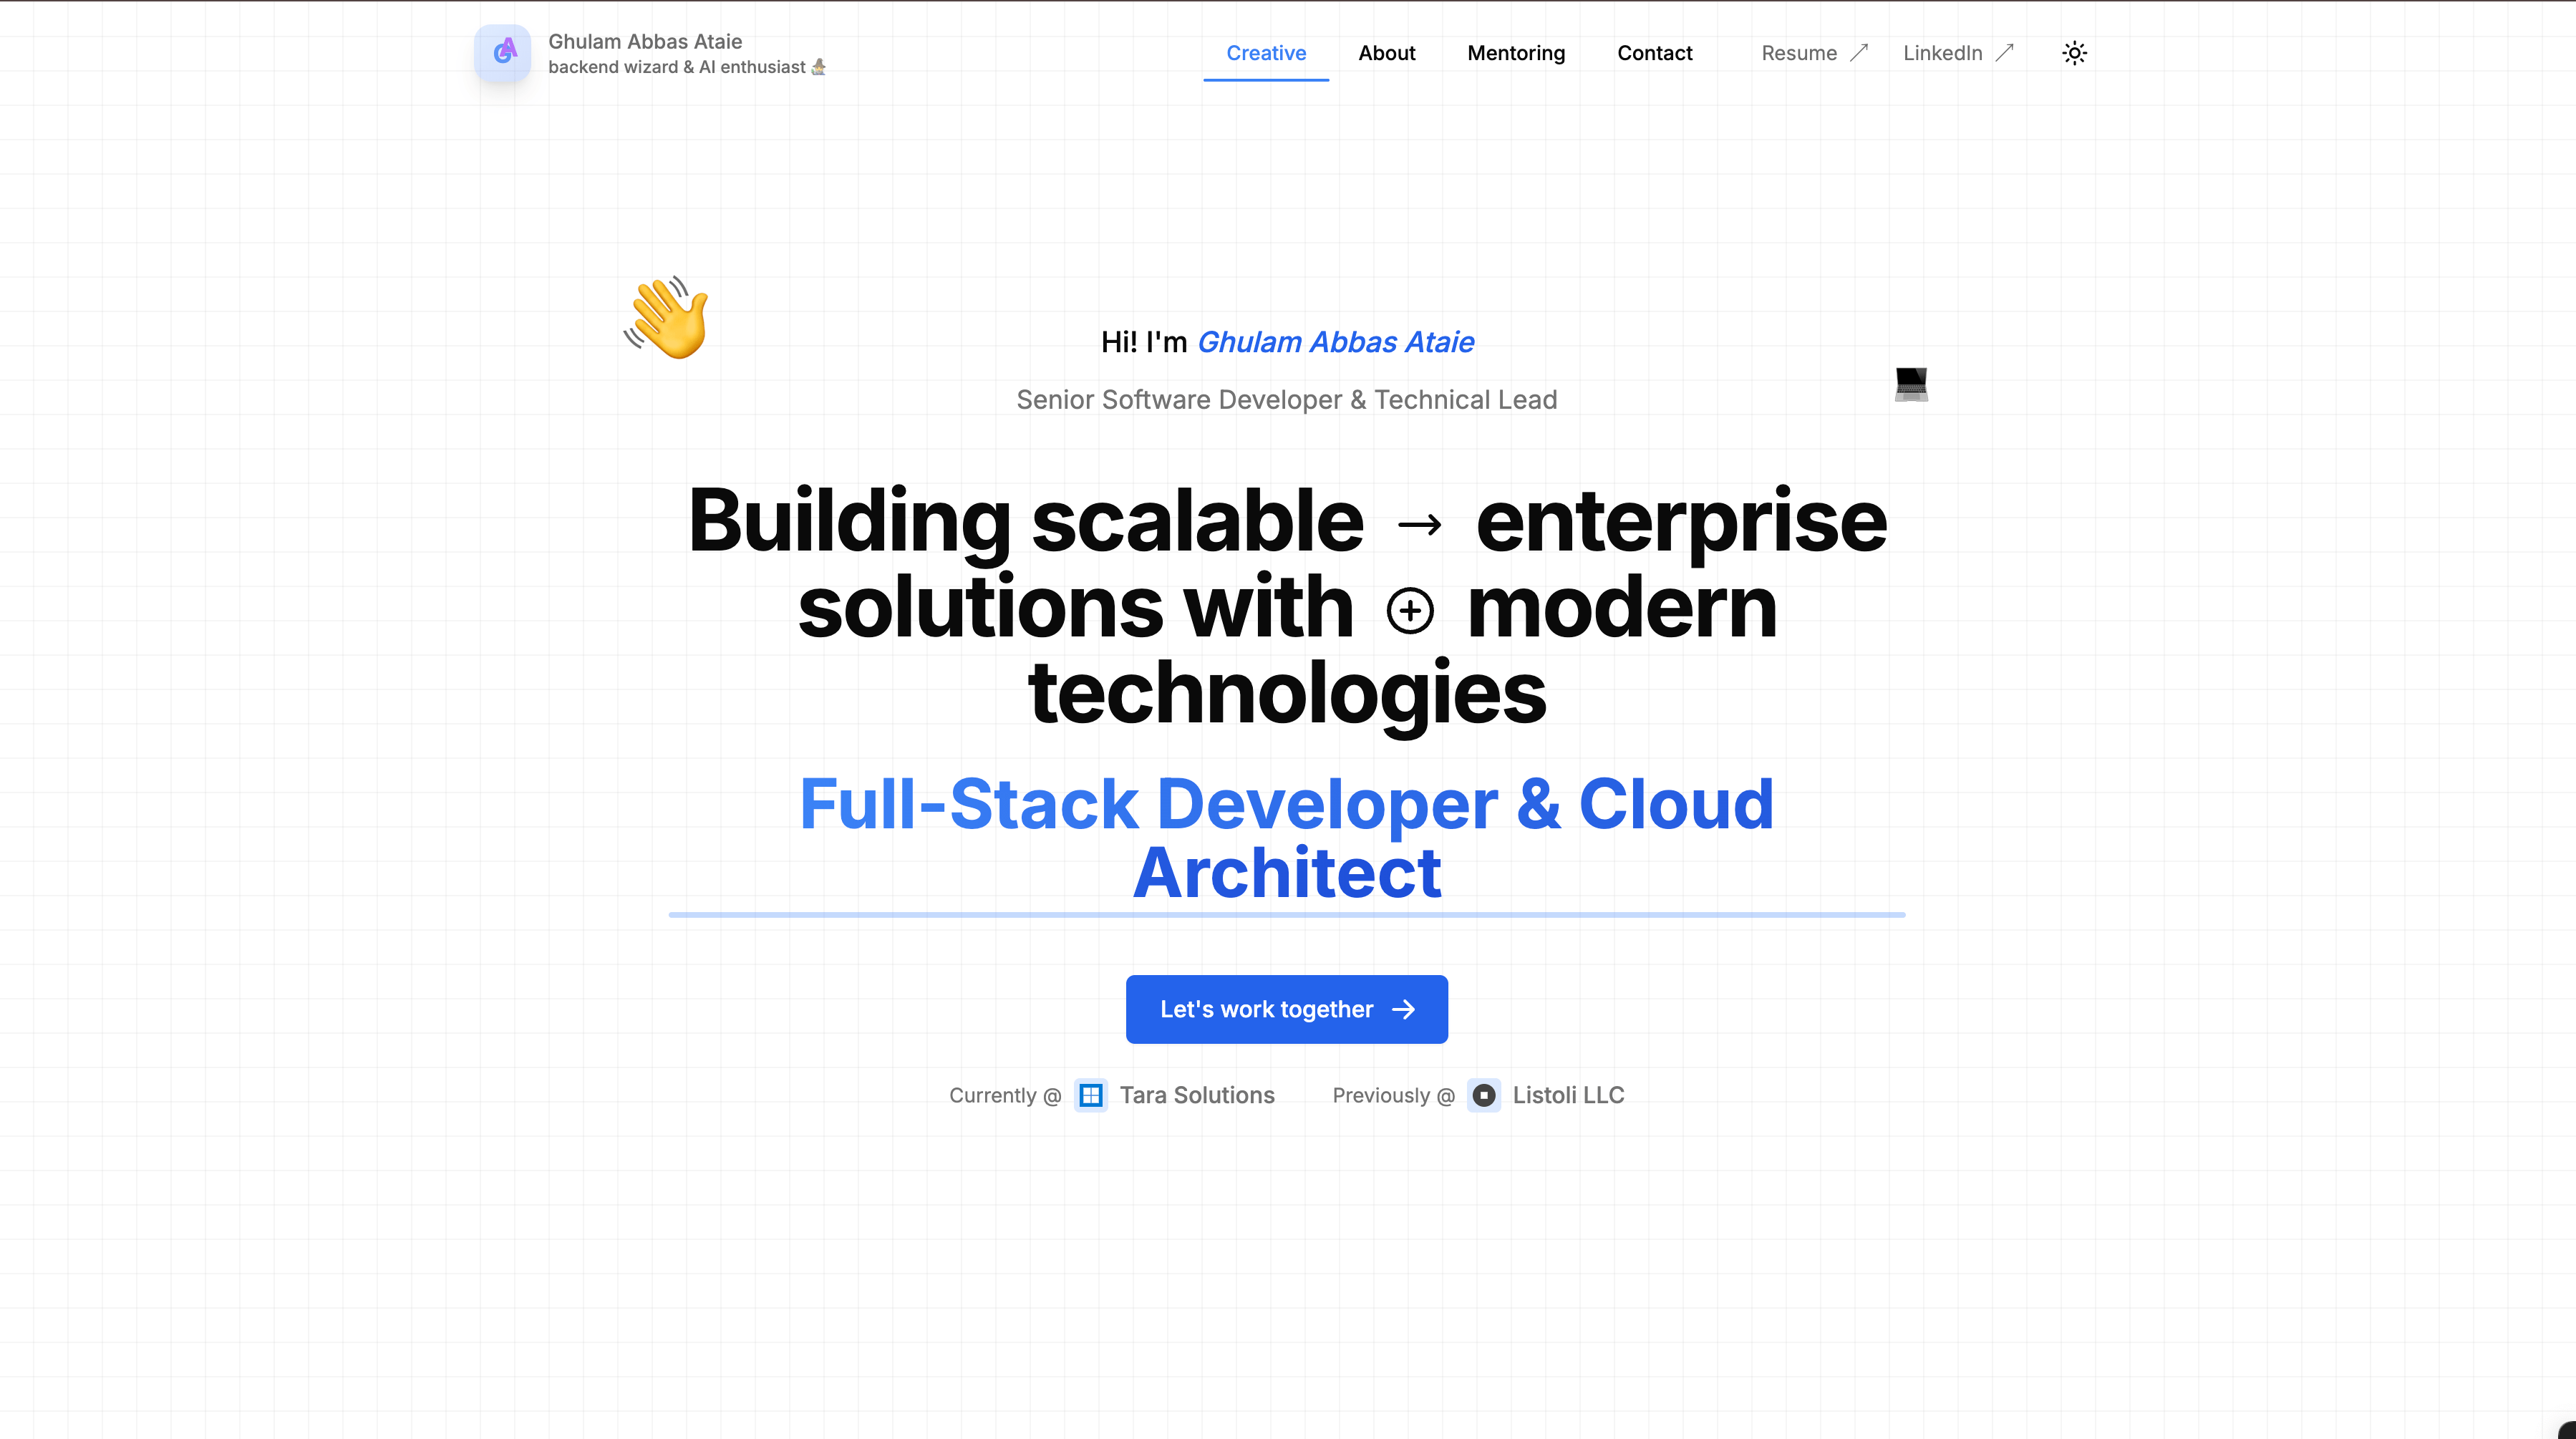 GA
Ghulam Abbas Ataie
backend wizard & AI enthusiast 🧙🏼‍♂️
Creative
About
Mentoring
Contact
Resume ↗
LinkedIn ↗
👋
Hi! I'm Ghulam Abbas Ataie
💻
Senior Software Developer & Technical Lead
Building scalable → enterprise
solutions with ⊕ modern
technologies
Full-Stack Developer & Cloud
Architect
Let's work together →
Currently @ Tara Solutions
Previously @ Listoli LLC